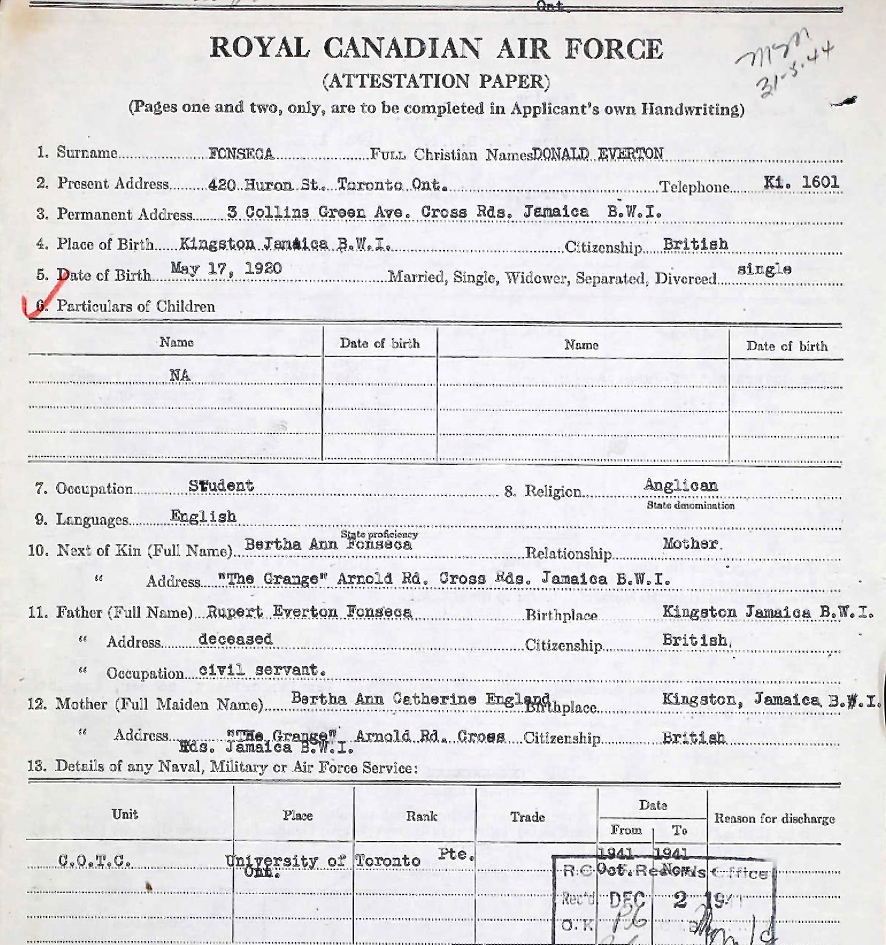 Ont.
ROYAL CANADIAN AIR FORCE
(ATTESTATION PAPER)
31-5-44
(Pages one and two, only, are to be completed in Applicant's own Handwriting)
1. Surname FONSECA Full Christian Names DONALD EVERTON
2. Present Address 420 Huron St. Toronto Ont. Telephone Ki. 1601
3. Permanent Address 3 Collins Green Ave. Cross Rds. Jamaica B.W.I.
4. Place of Birth Kingston Jamaica B.W.I. Citizenship British
5. Date of Birth May 17, 1920 Married, Single, Widower, Separated, Divorced single
6. Particulars of Children
Name Date of birth Name Date of birth
NA
7. Occupation Student 8. Religion Anglican
State denomination
9. Languages English
State proficiency
10. Next of Kin (Full Name) Bertha Ann Fonseca Relationship Mother.
" Address "The Grange" Arnold Rd. Cross Rds. Jamaica B.W.I.
11. Father (Full Name) Rupert Everton Fonseca Birthplace Kingston Jamaica B.W.I.
" Address deceased Citizenship British
" Occupation civil servant.
12. Mother (Full Maiden Name) Bertha Ann Catherine England Birthplace Kingston, Jamaica B.W.I.
" Address "The Grange" Arnold Rd. Cross Citizenship British
Rds. Jamaica B.W.I.
13. Details of any Naval, Military or Air Force Service:
Unit Place Rank Trade Date Reason for discharge
From To
C.O.T.C. University of Toronto Pte. 1941 1941
Ont. Oct. Nov.
R.C. Records Office
Rec'd DEC 2 194
O.K.